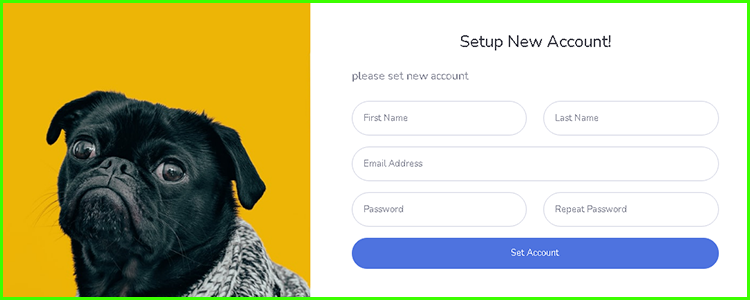 Setup New Account!
please set new account
First Name
Last Name
Email Address
Password
Repeat Password
Set Account